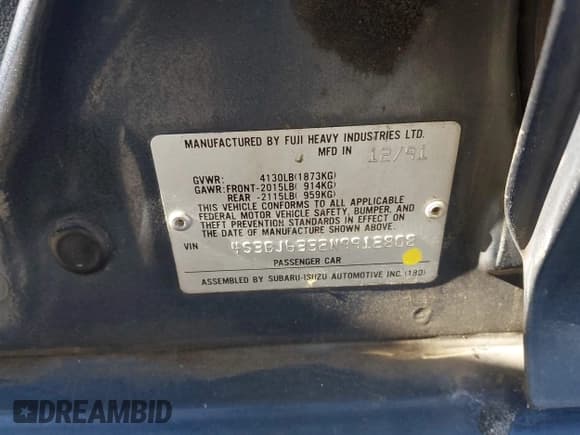 MANUFACTURED BY FUJI HEAVY INDUSTRIES LTD.
MFD IN 12/91
GVWR: 4130LB(1873KG)
GAWR:FRONT-2015LB( 914KG)
REAR -2115LB( 959KG)
THIS VEHICLE CONFORMS TO ALL APPLICABLE
FEDERAL MOTOR VEHICLE SAFETY, BUMPER, AND
THEFT PREVENTION STANDARDS IN EFFECT ON
THE DATE OF MANUFACTURE SHOWN ABOVE.
VIN
PASSENGER CAR
ASSEMBLED BY SUBARU-ISUZU AUTOMOTIVE INC.(180)
DREAMBID